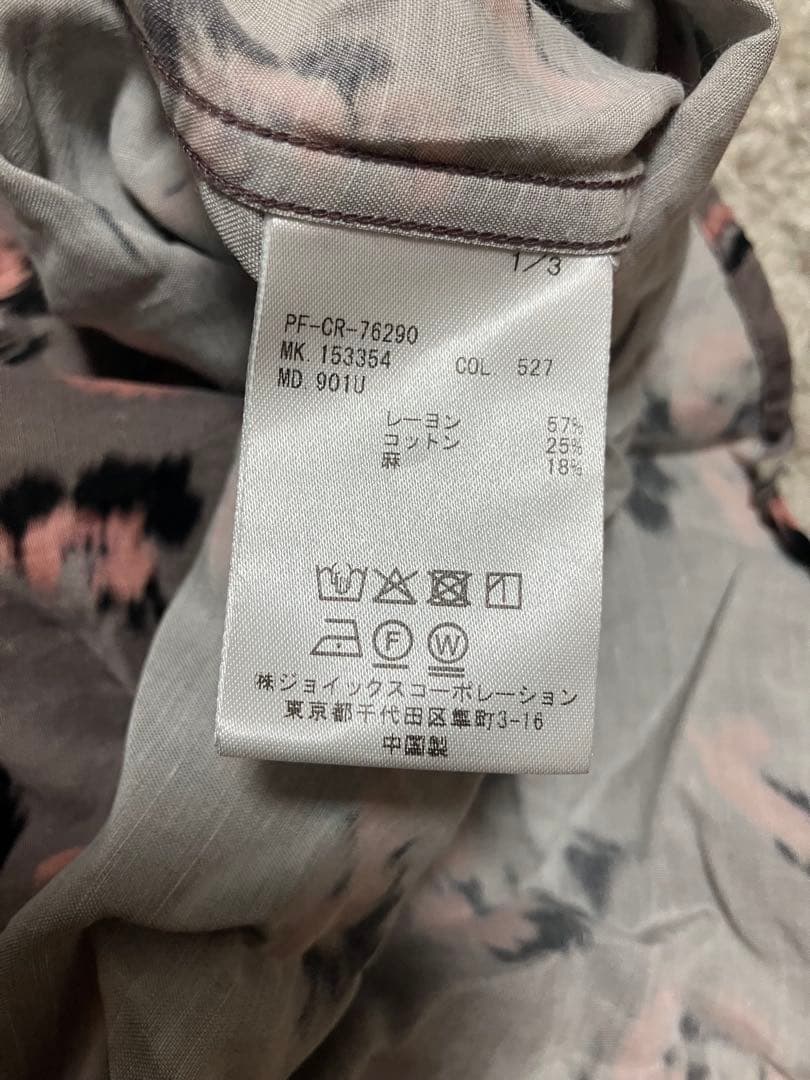 1/3
PF-CR-76290
MK. 153354 COL 527
MD 901U
レーヨン 57%
コットン 25%
麻 18%
F W
㈱ジョイックスコーポレーション
東京都千代田区隼町3-16
中国製